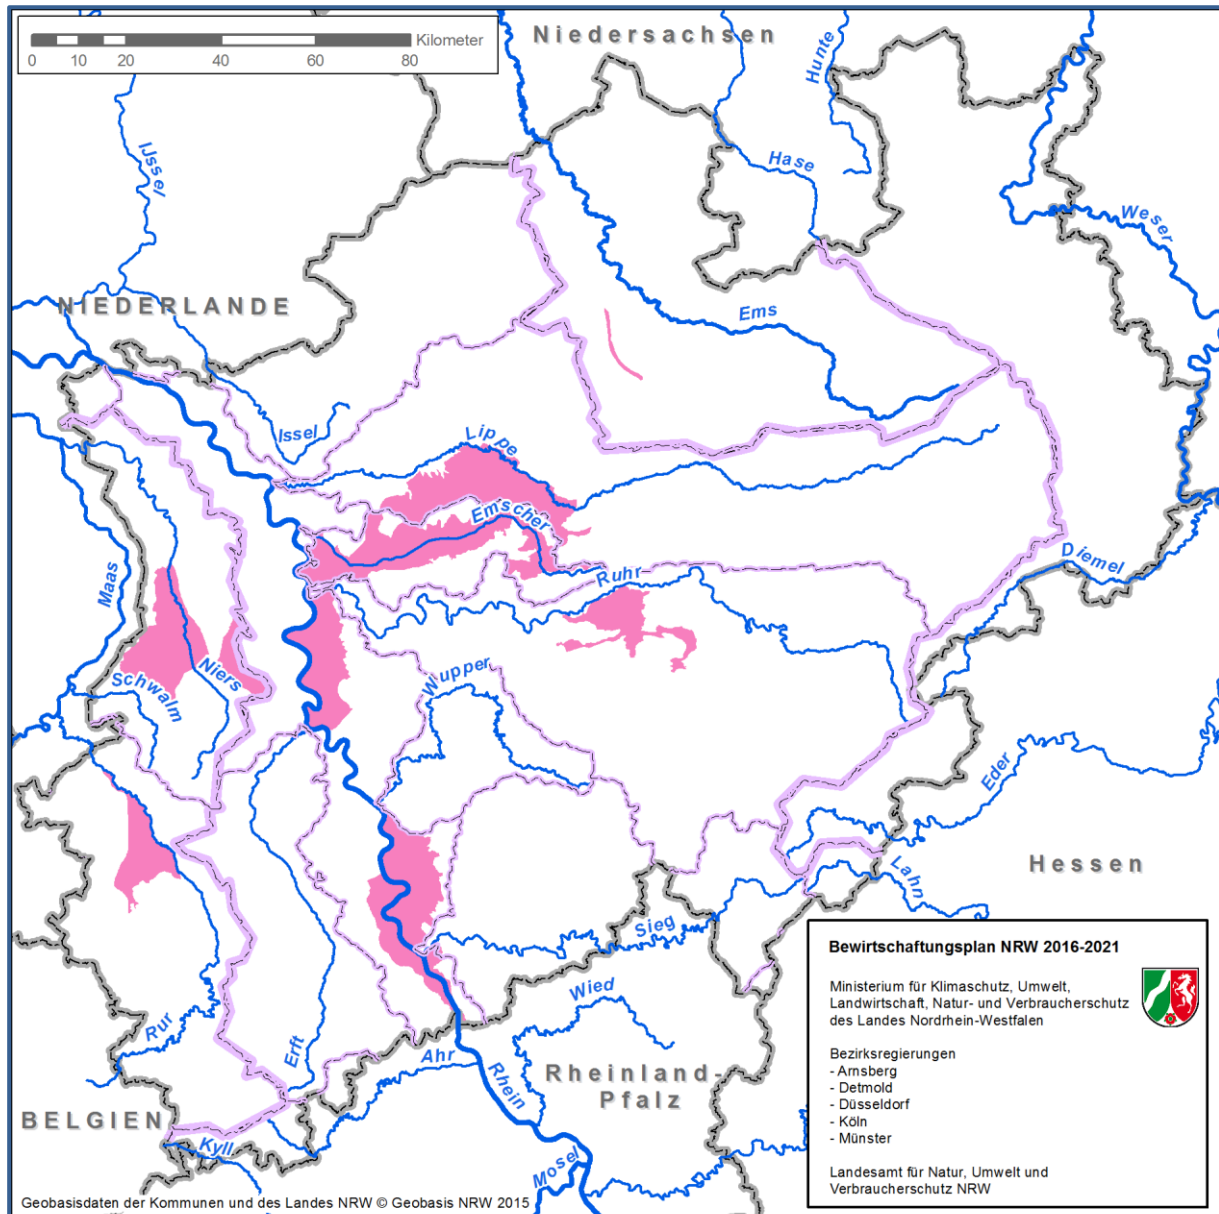 Kilometer
0 10 20 40 60 80
Niedersachsen
Hunte
IJssel
Hase
Weser
NIEDERLANDE
Ems
Issel
Lippe
Emscher
Diemel
Maas
Ruhr
Niers
Wupper
Schwalm
Eder
Hessen
Lahn
Sieg
Wied
Rur
Erft
Ahr
Rhein
Rheinland-
Pfalz
BELGIEN
Kyll
Mosel
Bewirtschaftungsplan NRW 2016-2021
Ministerium für Klimaschutz, Umwelt,
Landwirtschaft, Natur- und Verbraucherschutz
des Landes Nordrhein-Westfalen
Bezirksregierungen
- Arnsberg
- Detmold
- Düsseldorf
- Köln
- Münster
Landesamt für Natur, Umwelt und
Verbraucherschutz NRW
Geobasisdaten der Kommunen und des Landes NRW © Geobasis NRW 2015